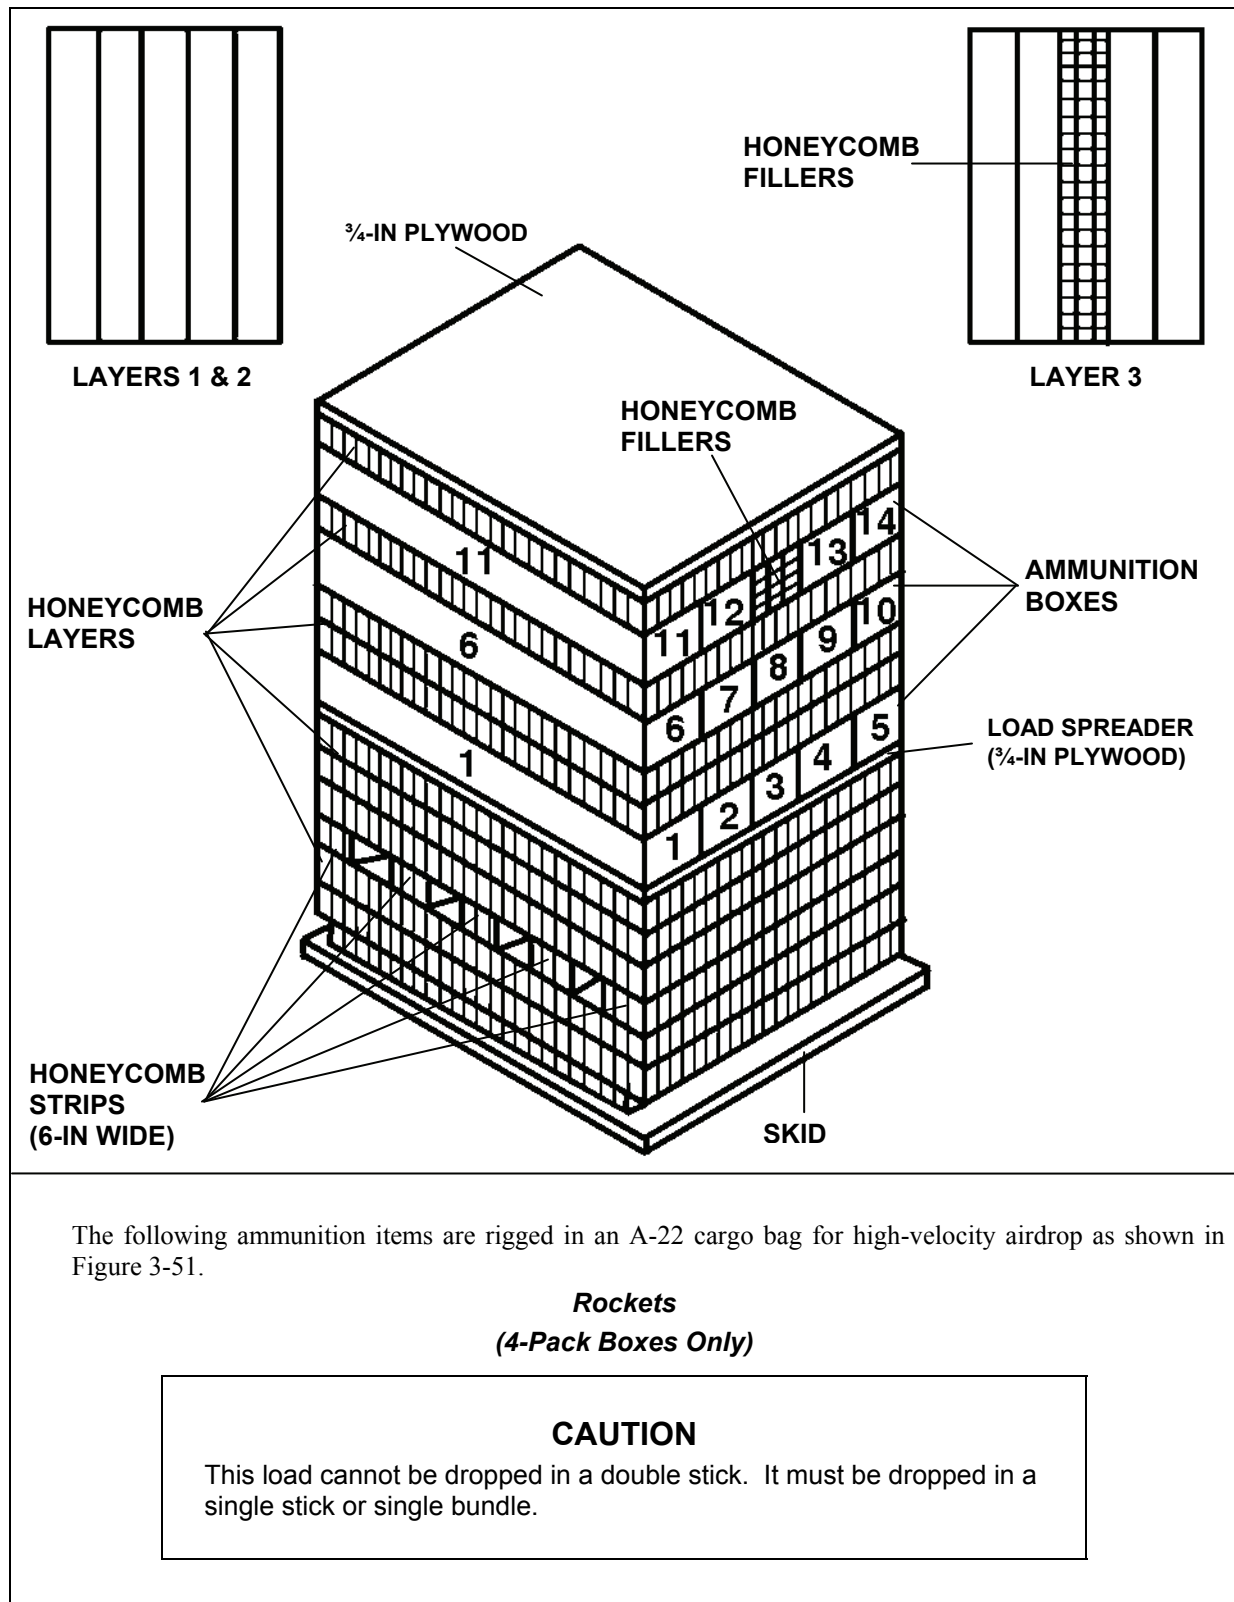 LAYERS 1 & 2
HONEYCOMB
FILLERS
LAYER 3
¾-IN PLYWOOD
HONEYCOMB
FILLERS
HONEYCOMB
LAYERS
11
6
1
11 12 13 14
6 7 8 9 10
1 2 3 4 5
AMMUNITION
BOXES
LOAD SPREADER
(¾-IN PLYWOOD)
HONEYCOMB
STRIPS
(6-IN WIDE)
SKID
The following ammunition items are rigged in an A-22 cargo bag for high-velocity airdrop as shown in
Figure 3-51.
Rockets
(4-Pack Boxes Only)
CAUTION
This load cannot be dropped in a double stick. It must be dropped in a
single stick or single bundle.